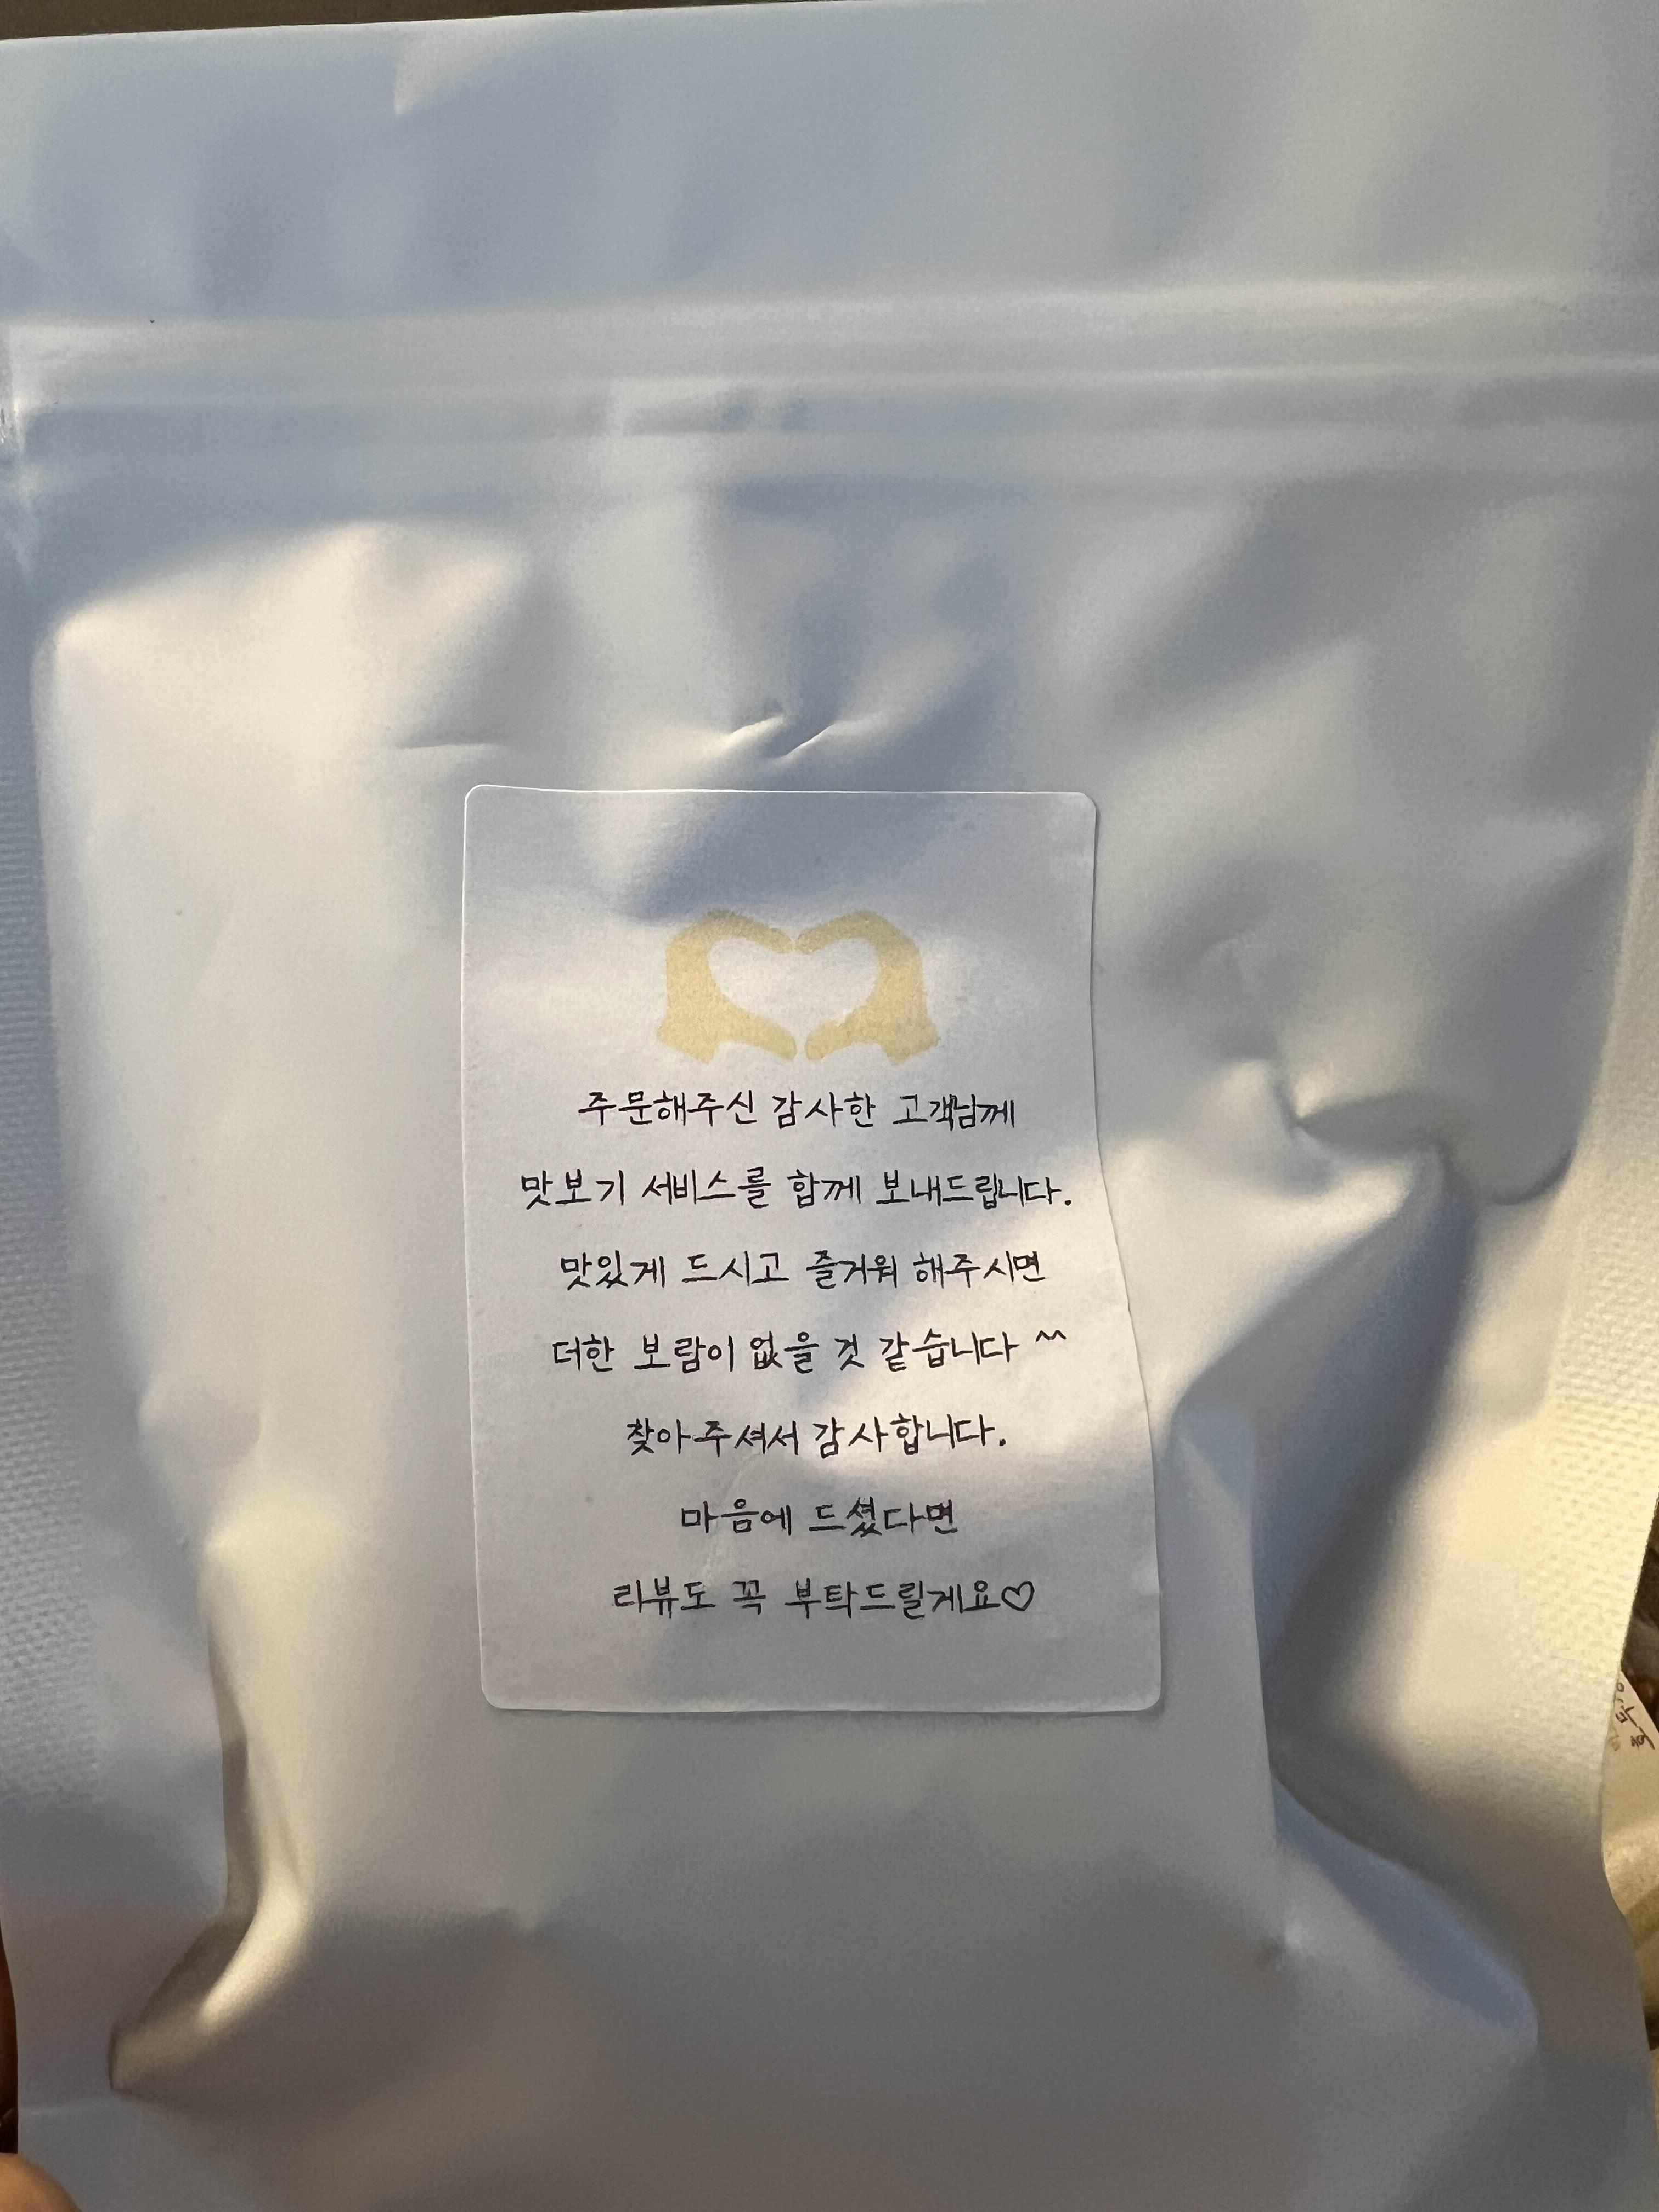 주문해주신 감사한 고객님께
맛보기 서비스를 함께 보내드립니다.
맛있게 드시고 즐거워 해주시면
더한 보람이 없을 것 같습니다 ^^
찾아주셔서 감사합니다.
마음에 드셨다면
리뷰도 꼭 부탁드릴게요♡